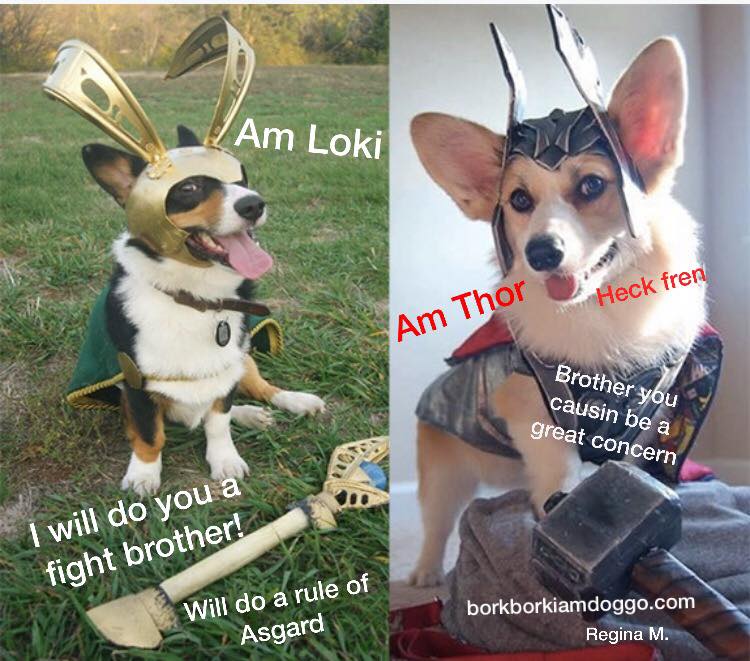 Am Loki
I will do you a
fight brother!
Will do a rule of
Asgard
Am Thor
Heck fren
Brother you
causin be a
great concern
borkborkiamdoggo.com
Regina M.